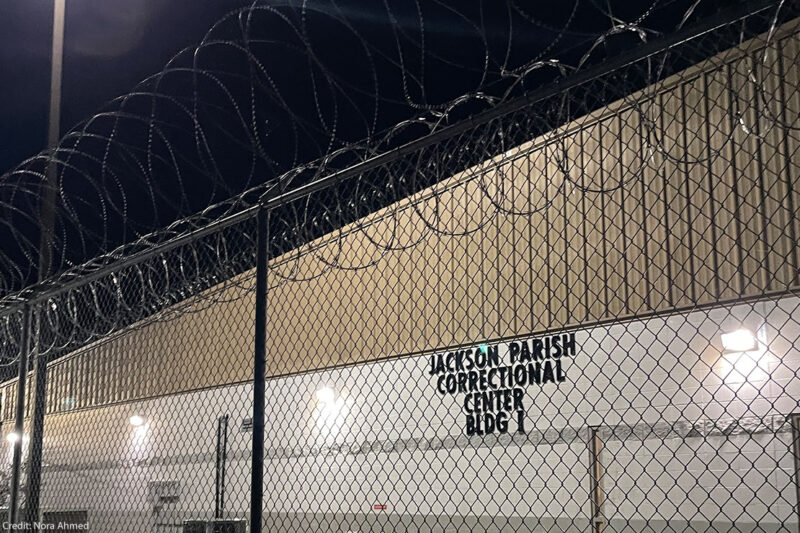 JACKSON PARISH
CORRECTIONAL
CENTER
BLDG I
Credit: Nora Ahmed